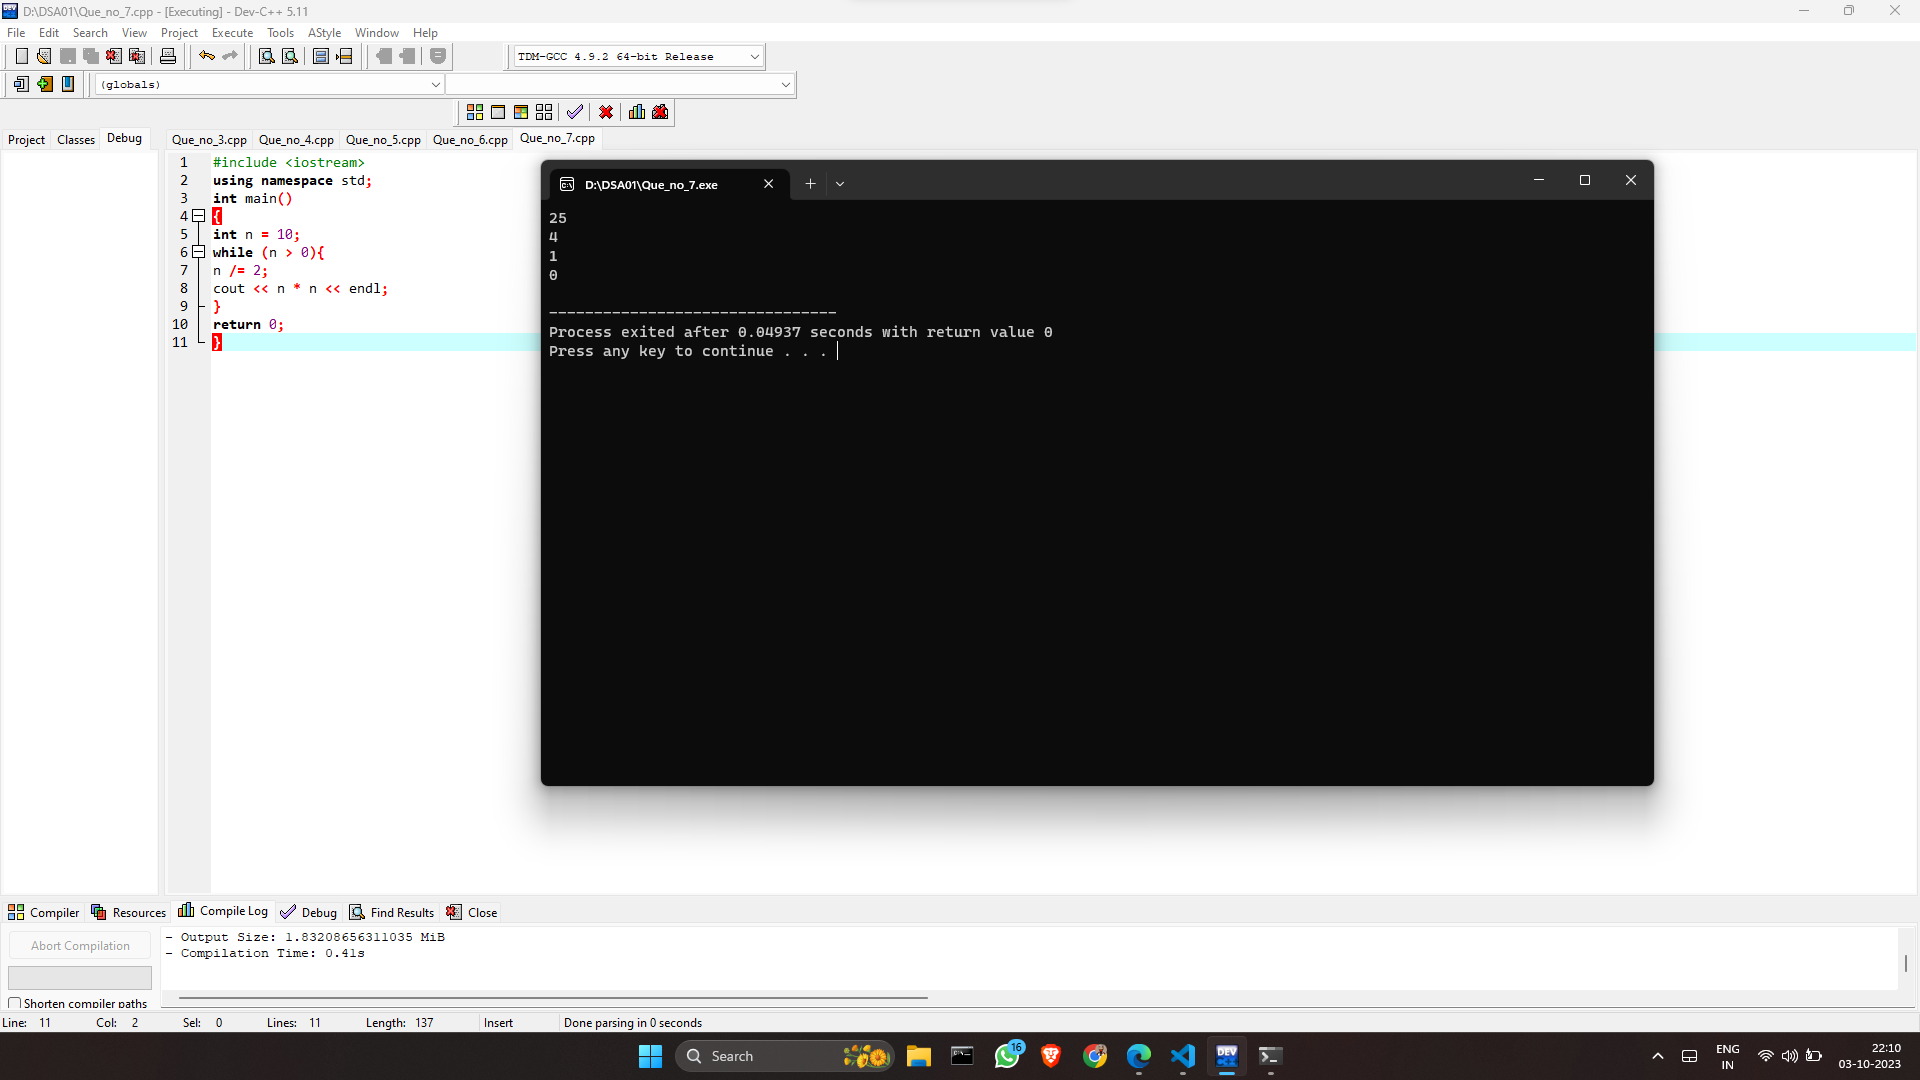 D:\DSA01\Que_no_7.cpp - [Executing] - Dev-C++ 5.11
File Edit Search View Project Execute Tools AStyle Window Help
TDM-GCC 4.9.2 64-bit Release
(globals)
Project Classes Debug
Que_no_3.cpp Que_no_4.cpp Que_no_5.cpp Que_no_6.cpp Que_no_7.cpp
1 #include <iostream>
2 using namespace std;
3 int main()
4 {
5 int n = 10;
6 while (n > 0){
7 n /= 2;
8 cout << n * n << endl;
9 }
10 return 0;
11 }
D:\DSA01\Que_no_7.exe
25
4
1
0
--------------------------------
Process exited after 0.04937 seconds with return value 0
Press any key to continue . . .
Compiler Resources Compile Log Debug Find Results Close
Abort Compilation
Shorten compiler paths
- Output Size: 1.83208656311035 MiB
- Compilation Time: 0.41s
Line: 11 Col: 2 Sel: 0 Lines: 11 Length: 137 Insert Done parsing in 0 seconds
Search
16
DEV
ENG
IN
22:10
03-10-2023